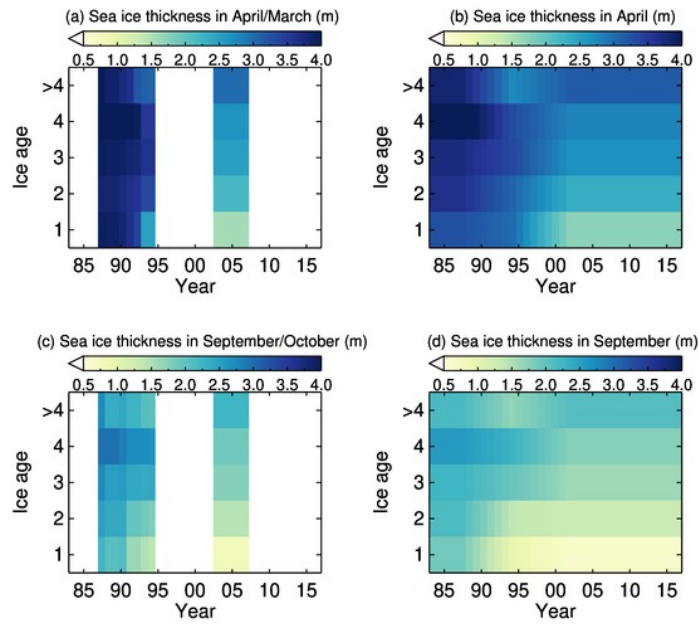 (a) Sea ice thickness in April/March (m)
0.5 1.0 1.5 2.0 2.5 3.0 3.5 4.0
>4
4
3
2
1
Ice age
85 90 95 00 05 10 15
Year
(b) Sea ice thickness in April (m)
0.5 1.0 1.5 2.0 2.5 3.0 3.5 4.0
>4
4
3
2
1
Ice age
85 90 95 00 05 10 15
Year
(c) Sea ice thickness in September/October (m)
0.5 1.0 1.5 2.0 2.5 3.0 3.5 4.0
>4
4
3
2
1
Ice age
85 90 95 00 05 10 15
Year
(d) Sea ice thickness in September (m)
0.5 1.0 1.5 2.0 2.5 3.0 3.5 4.0
>4
4
3
2
1
Ice age
85 90 95 00 05 10 15
Year